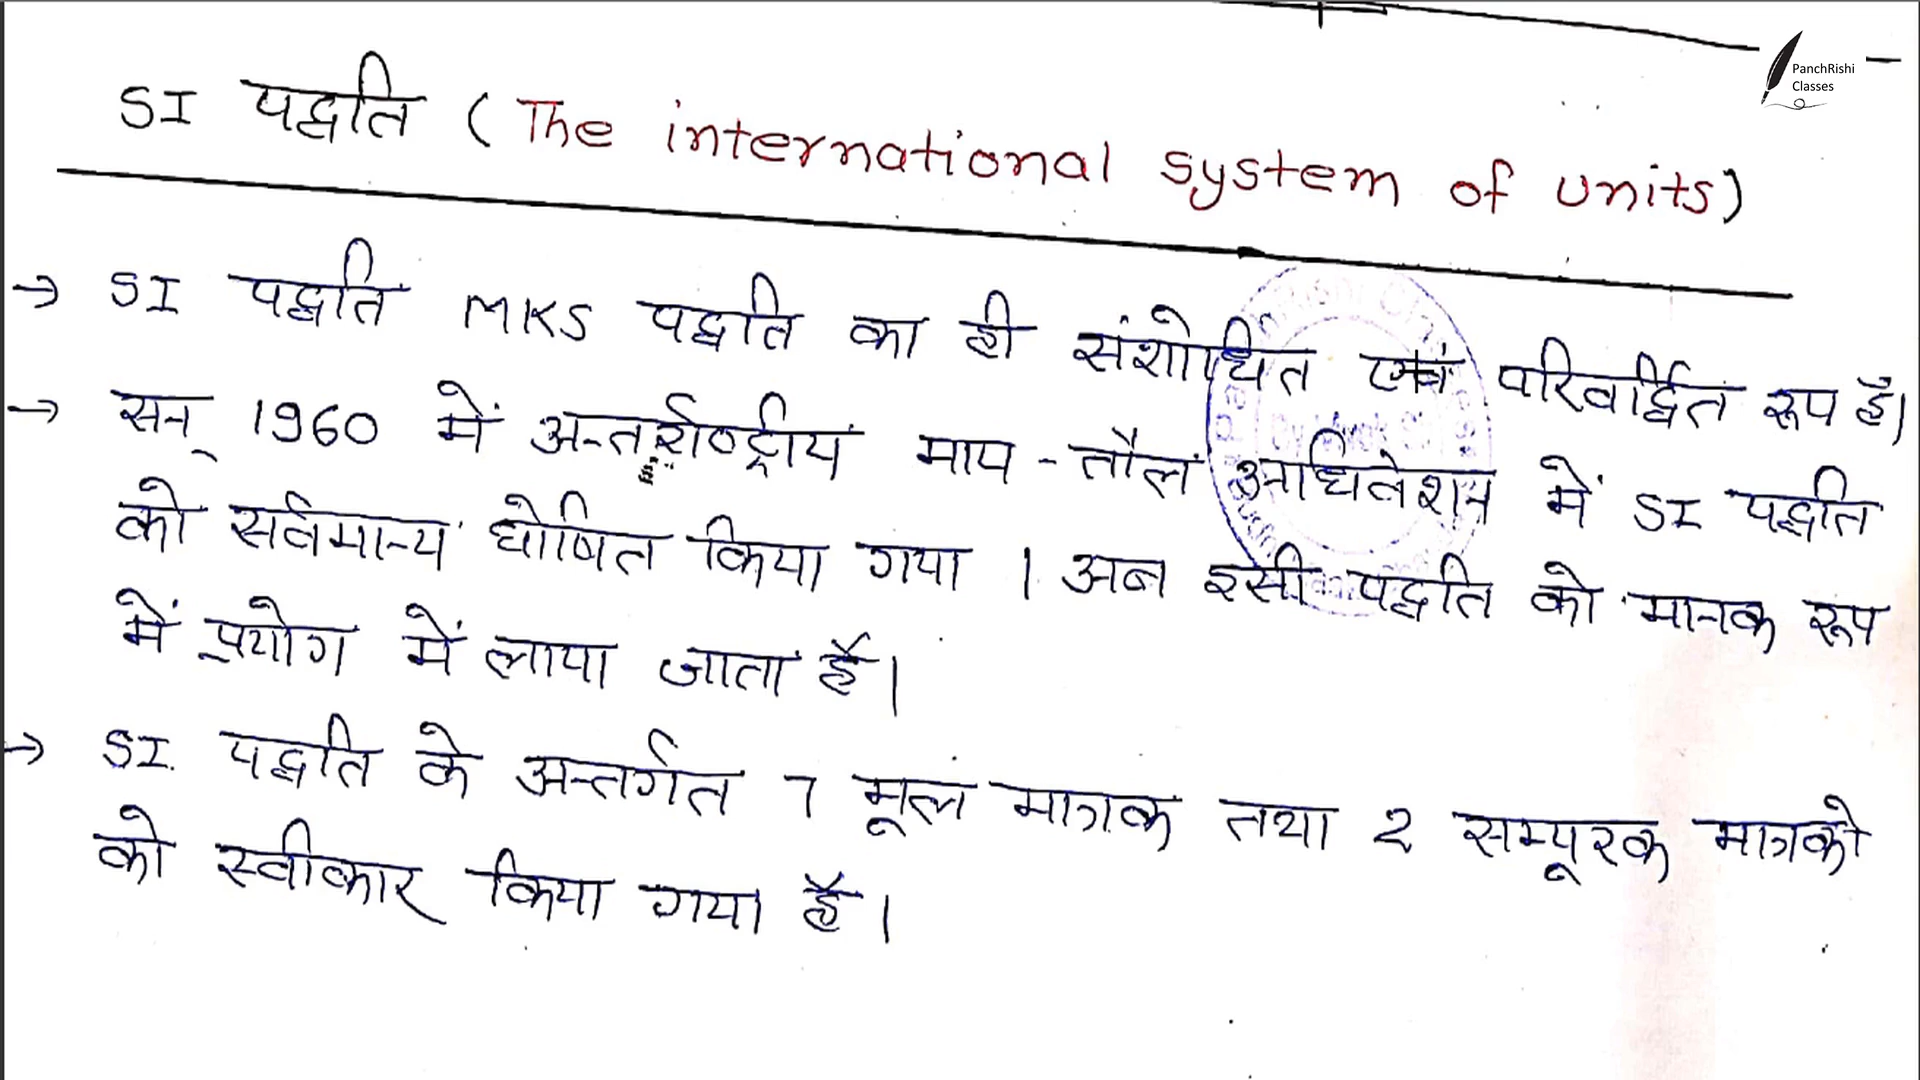 PanchRishi
Classes
SI पद्धति ( The international system of units)
→ SI पद्धति MKS पद्धति का ही संशोधित एवं परिवर्द्धित रूप है।
→ सन् 1960 में अन्तर्राष्ट्रीय माप - तौल अधिवेशन में SI पद्धति
को सर्वमान्य घोषित किया गया । अब इसी पद्धति को मानक रूप
में प्रयोग में लाया जाता है।
→ SI. पद्धति के अन्तर्गत 7 मूल मात्रक तथा 2 सम्पूरक मात्रको
को स्वीकार किया गया है।